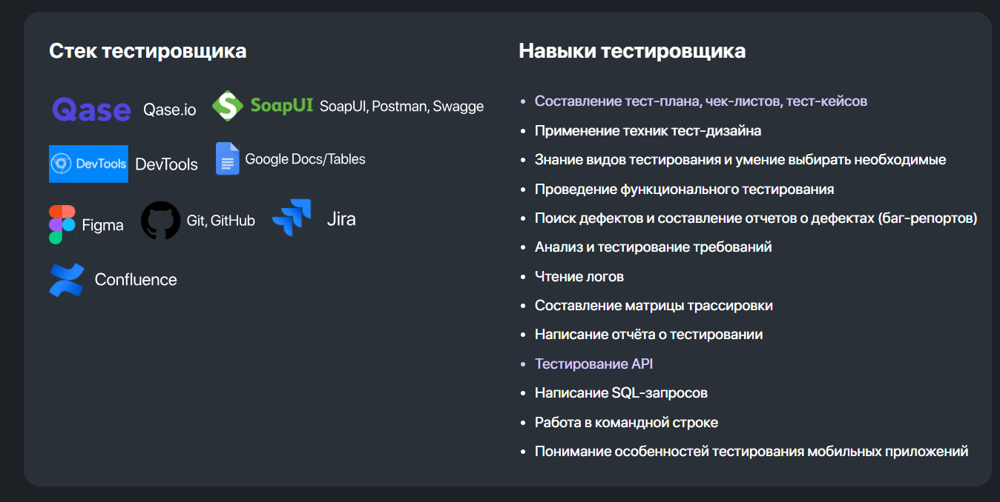 Стек тестировщика
Qase Qase.io
SoapUI SoapUI, Postman, Swagge
DevTools DevTools
Google Docs/Tables
Figma
Git, GitHub
Jira
Confluence
Навыки тестировщика
• Составление тест-плана, чек-листов, тест-кейсов
• Применение техник тест-дизайна
• Знание видов тестирования и умение выбирать необходимые
• Проведение функционального тестирования
• Поиск дефектов и составление отчетов о дефектах (баг-репортов)
• Анализ и тестирование требований
• Чтение логов
• Составление матрицы трассировки
• Написание отчёта о тестировании
• Тестирование API
• Написание SQL-запросов
• Работа в командной строке
• Понимание особенностей тестирования мобильных приложений